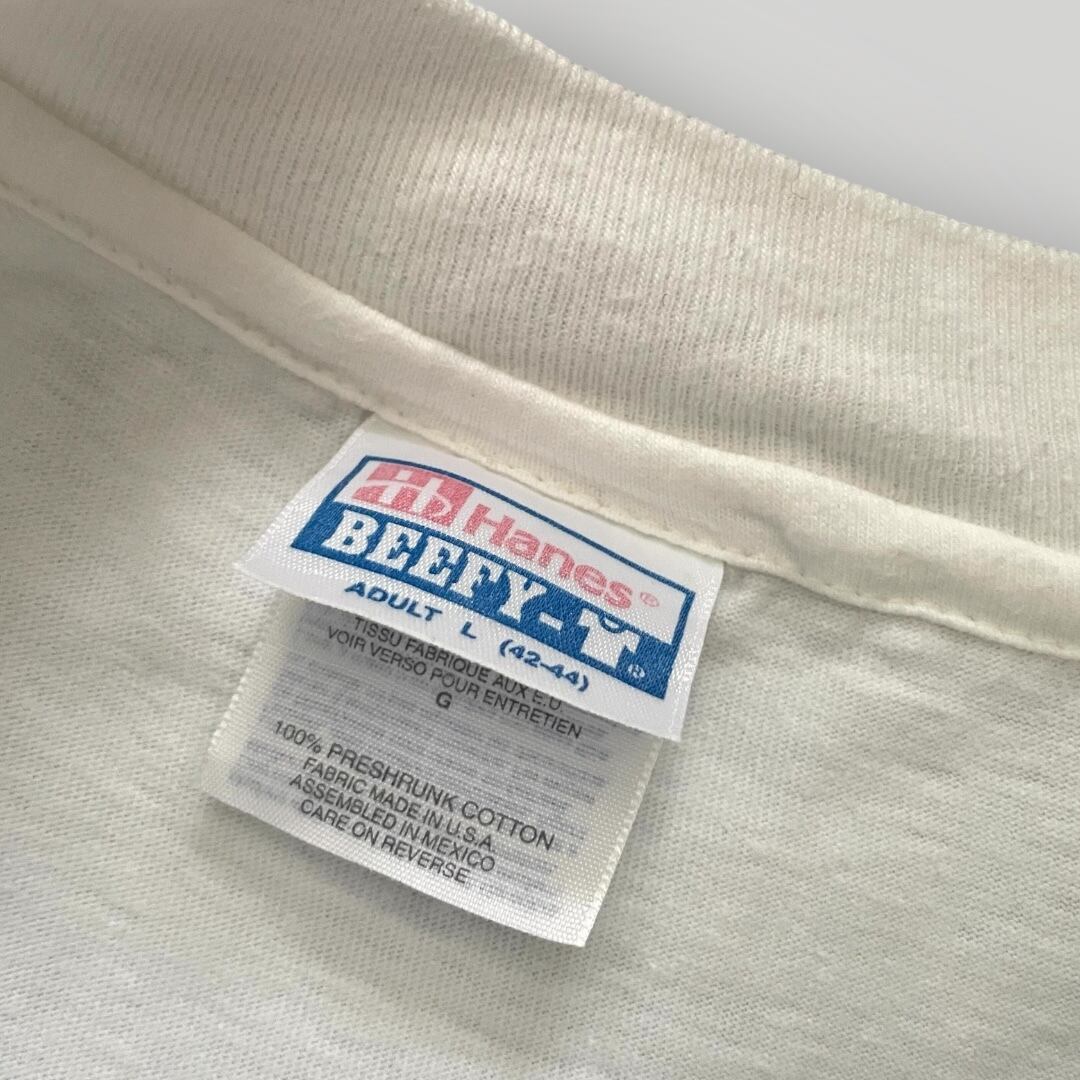 Hanes®
BEEFY-T®
ADULT L (42-44)
TISSU FABRIQUE AUX E.U.
VOIR VERSO POUR ENTRETIEN
G
100% PRESHRUNK COTTON
FABRIC MADE IN U.S.A.
ASSEMBLED IN MEXICO
CARE ON REVERSE